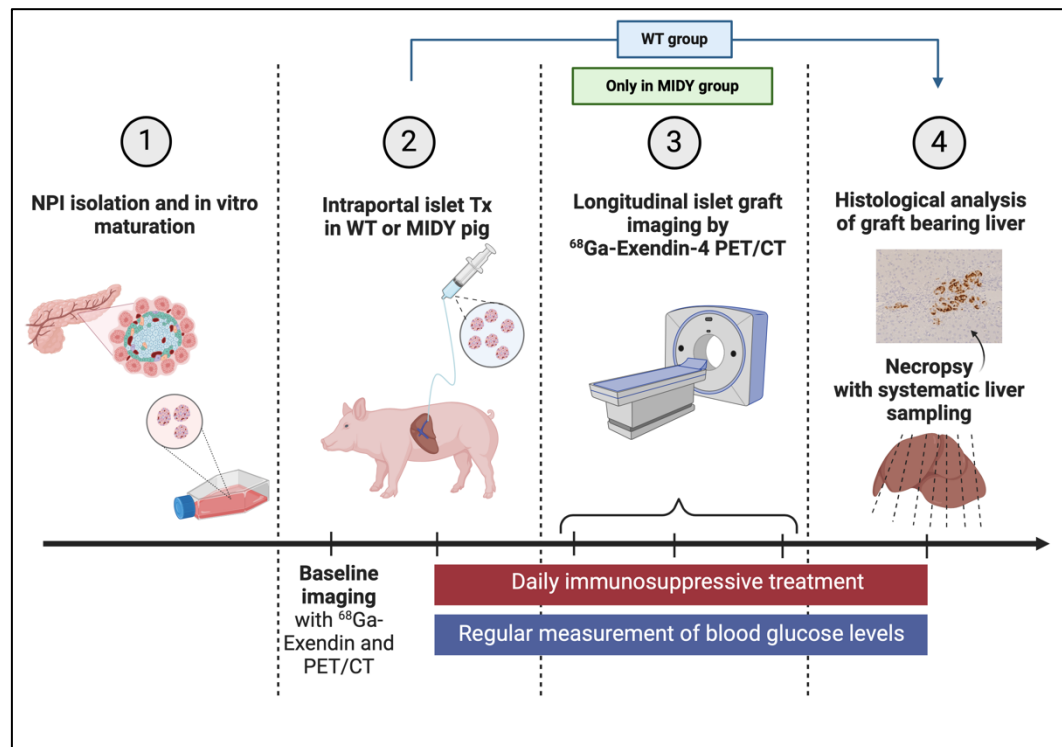 WT group
Only in MIDY group
1
2
3
4
NPI isolation and in vitro
maturation
Intraportal islet Tx
in WT or MIDY pig
Longitudinal islet graft
imaging by
⁶⁸Ga-Exendin-4 PET/CT
Histological analysis
of graft bearing liver
Necropsy
with systematic liver
sampling
Baseline
imaging
with ⁶⁸Ga-
Exendin and
PET/CT
Daily immunosuppressive treatment
Regular measurement of blood glucose levels